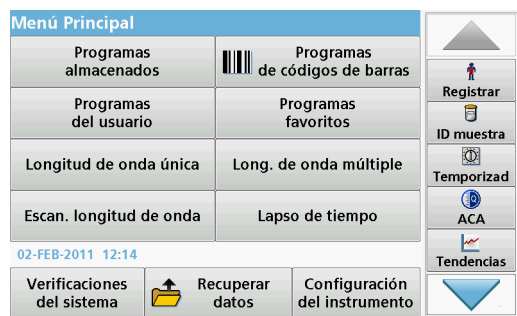 Menú Principal
Programas
almacenados
Programas
de códigos de barras
Programas
del usuario
Programas
favoritos
Longitud de onda única
Long. de onda múltiple
Escan. longitud de onda
Lapso de tiempo
02-FEB-2011 12:14
Verificaciones
del sistema
Recuperar
datos
Configuración
del instrumento
Registrar
ID muestra
Temporizad
ACA
Tendencias